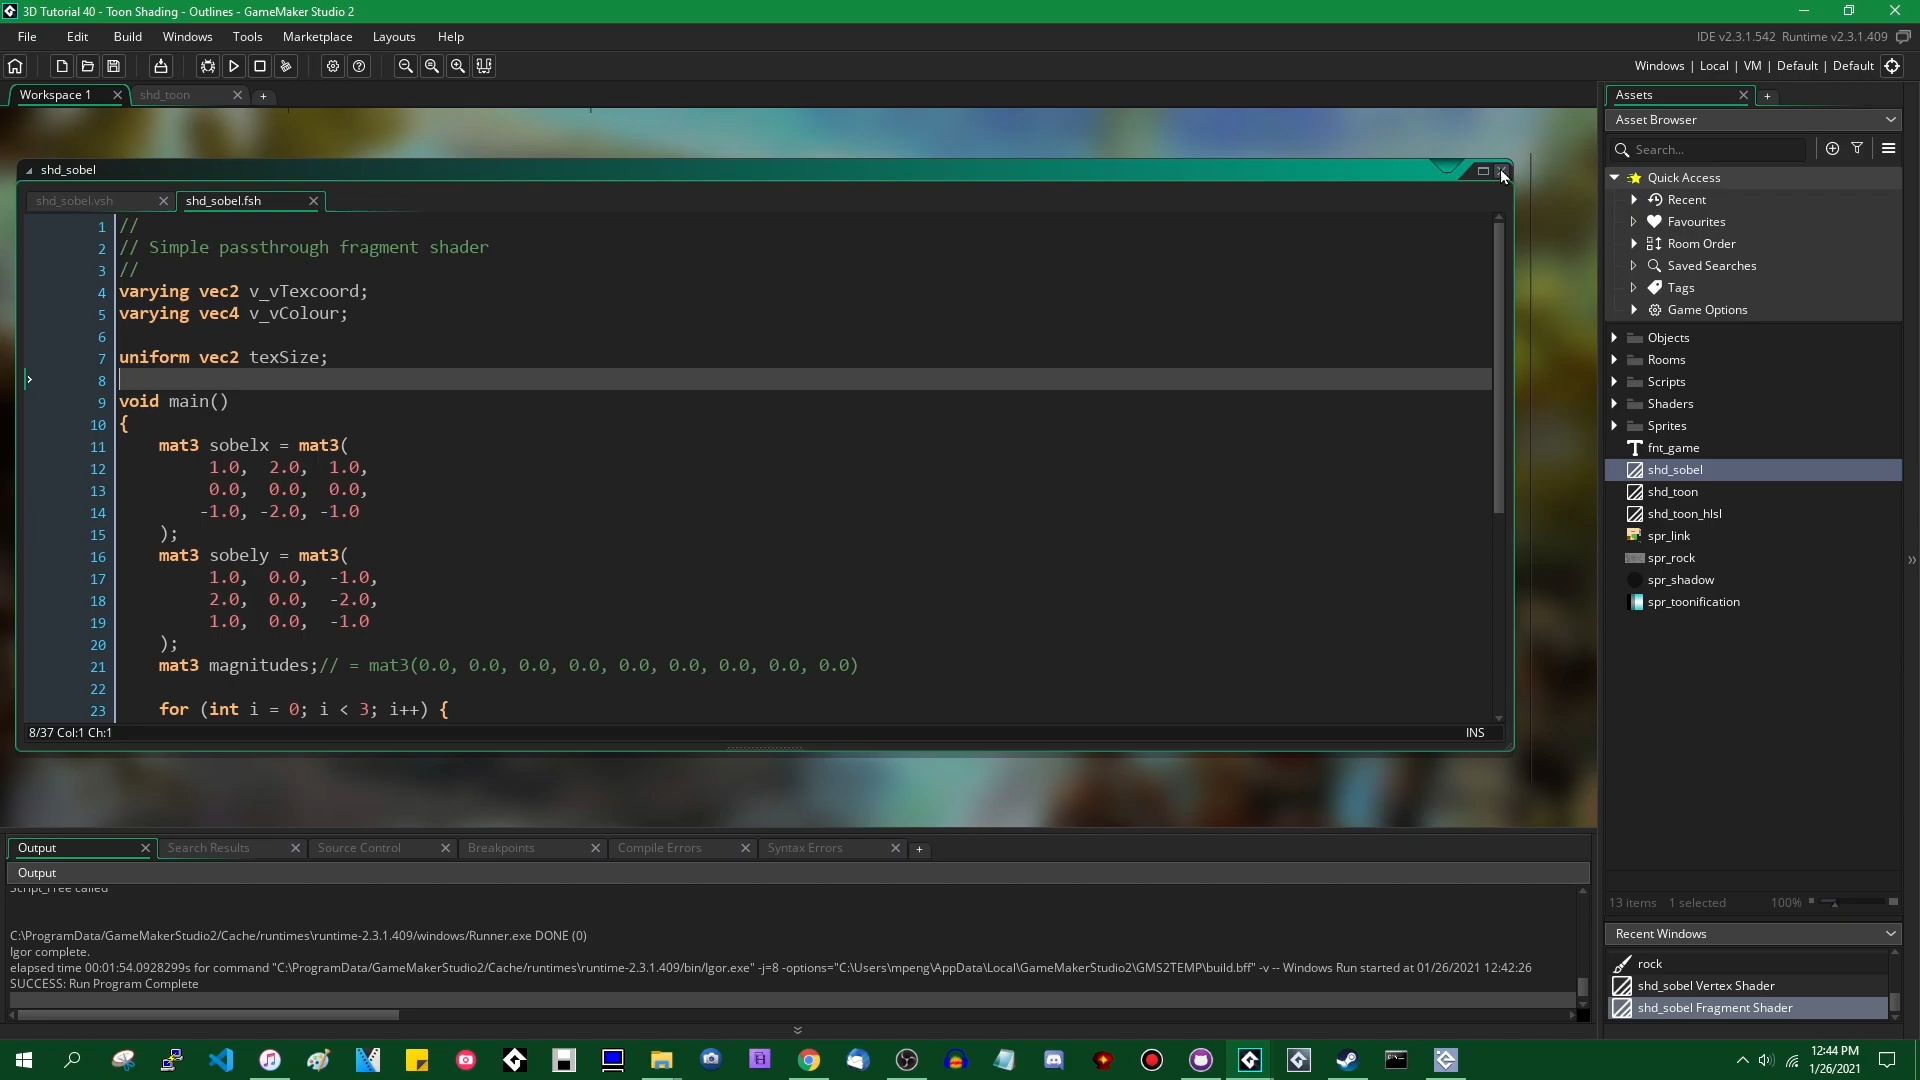 3D Tutorial 40 - Toon Shading - Outlines - GameMaker Studio 2
File Edit Build Windows Tools Marketplace Layouts Help
IDE v2.3.1.542 Runtime v2.3.1.409
Windows | Local | VM | Default | Default
Workspace 1
shd_toon
+
shd_sobel
shd_sobel.vsh
shd_sobel.fsh
1 //
2 // Simple passthrough fragment shader
3 //
4 varying vec2 v_vTexcoord;
5 varying vec4 v_vColour;
6
7 uniform vec2 texSize;
8
9 void main()
10 {
11 mat3 sobelx = mat3(
12 1.0, 2.0, 1.0,
13 0.0, 0.0, 0.0,
14 -1.0, -2.0, -1.0
15 );
16 mat3 sobely = mat3(
17 1.0, 0.0, -1.0,
18 2.0, 0.0, -2.0,
19 1.0, 0.0, -1.0
20 );
21 mat3 magnitudes;// = mat3(0.0, 0.0, 0.0, 0.0, 0.0, 0.0, 0.0, 0.0, 0.0)
22
23 for (int i = 0; i < 3; i++) {
8/37 Col:1 Ch:1
INS
Output
Search Results
Source Control
Breakpoints
Compile Errors
Syntax Errors
+
Output
Script_Free called
C:\ProgramData/GameMakerStudio2/Cache/runtimes\runtime-2.3.1.409/windows/Runner.exe DONE (0)
Igor complete.
elapsed time 00:01:54.0928299s for command "C:\ProgramData/GameMakerStudio2/Cache/runtimes\runtime-2.3.1.409/bin/Igor.exe" -j=8 -options="C:\Users\mpeng\AppData\Local\GameMakerStudio2\GMS2TEMP\build.bff" -v -- Windows Run started at 01/26/2021 12:42:26
SUCCESS: Run Program Complete
Assets
+
Asset Browser
Search...
Quick Access
Recent
Favourites
Room Order
Saved Searches
Tags
Game Options
Objects
Rooms
Scripts
Shaders
Sprites
fnt_game
shd_sobel
shd_toon
shd_toon_hlsl
spr_link
spr_rock
spr_shadow
spr_toonification
13 items 1 selected
100%
Recent Windows
rock
shd_sobel Vertex Shader
shd_sobel Fragment Shader
12:44 PM
1/26/2021